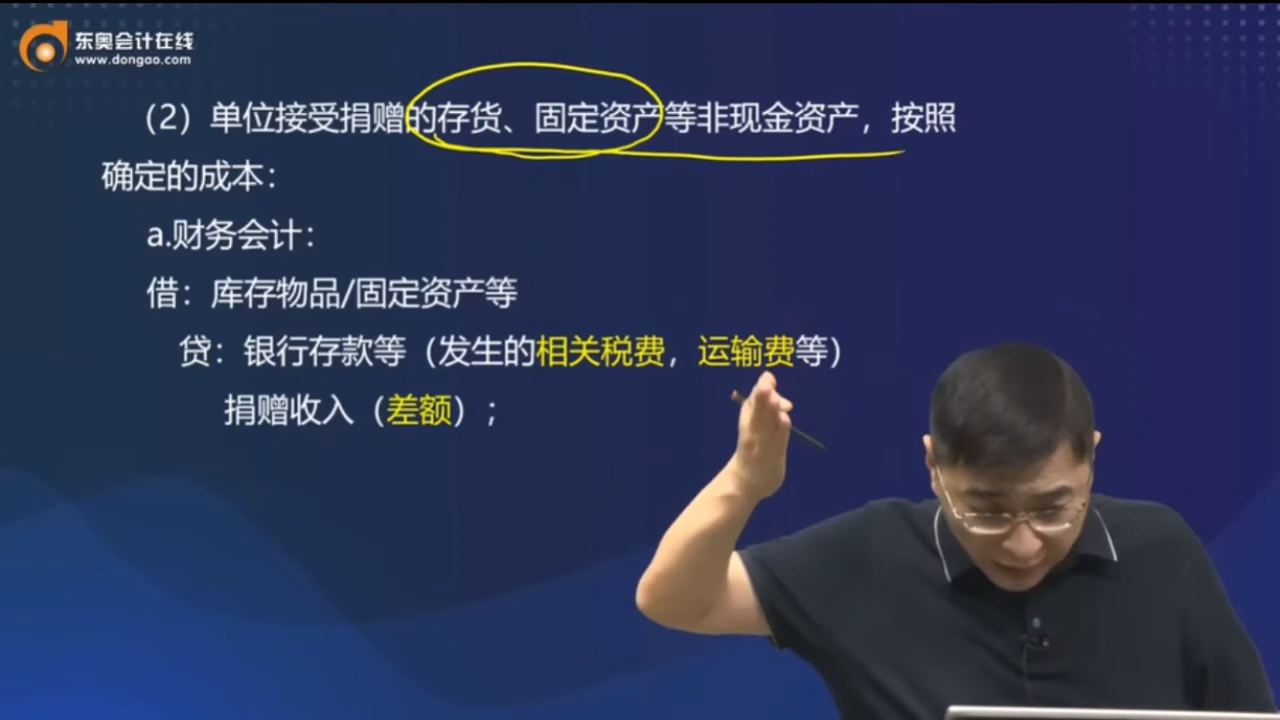 东奥会计在线
www.dongao.com
（2）单位接受捐赠的存货、固定资产等非现金资产，按照
确定的成本：
a.财务会计：
借：库存物品/固定资产等
贷：银行存款等（发生的相关税费，运输费等）
捐赠收入（差额）；